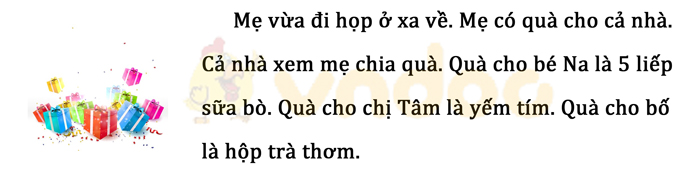 Mẹ vừa đi họp ở xa về. Mẹ có quà cho cả nhà.
Cả nhà xem mẹ chia quà. Quà cho bé Na là 5 liếp
sữa bò. Quà cho chị Tâm là yếm tím. Quà cho bố
là hộp trà thơm.